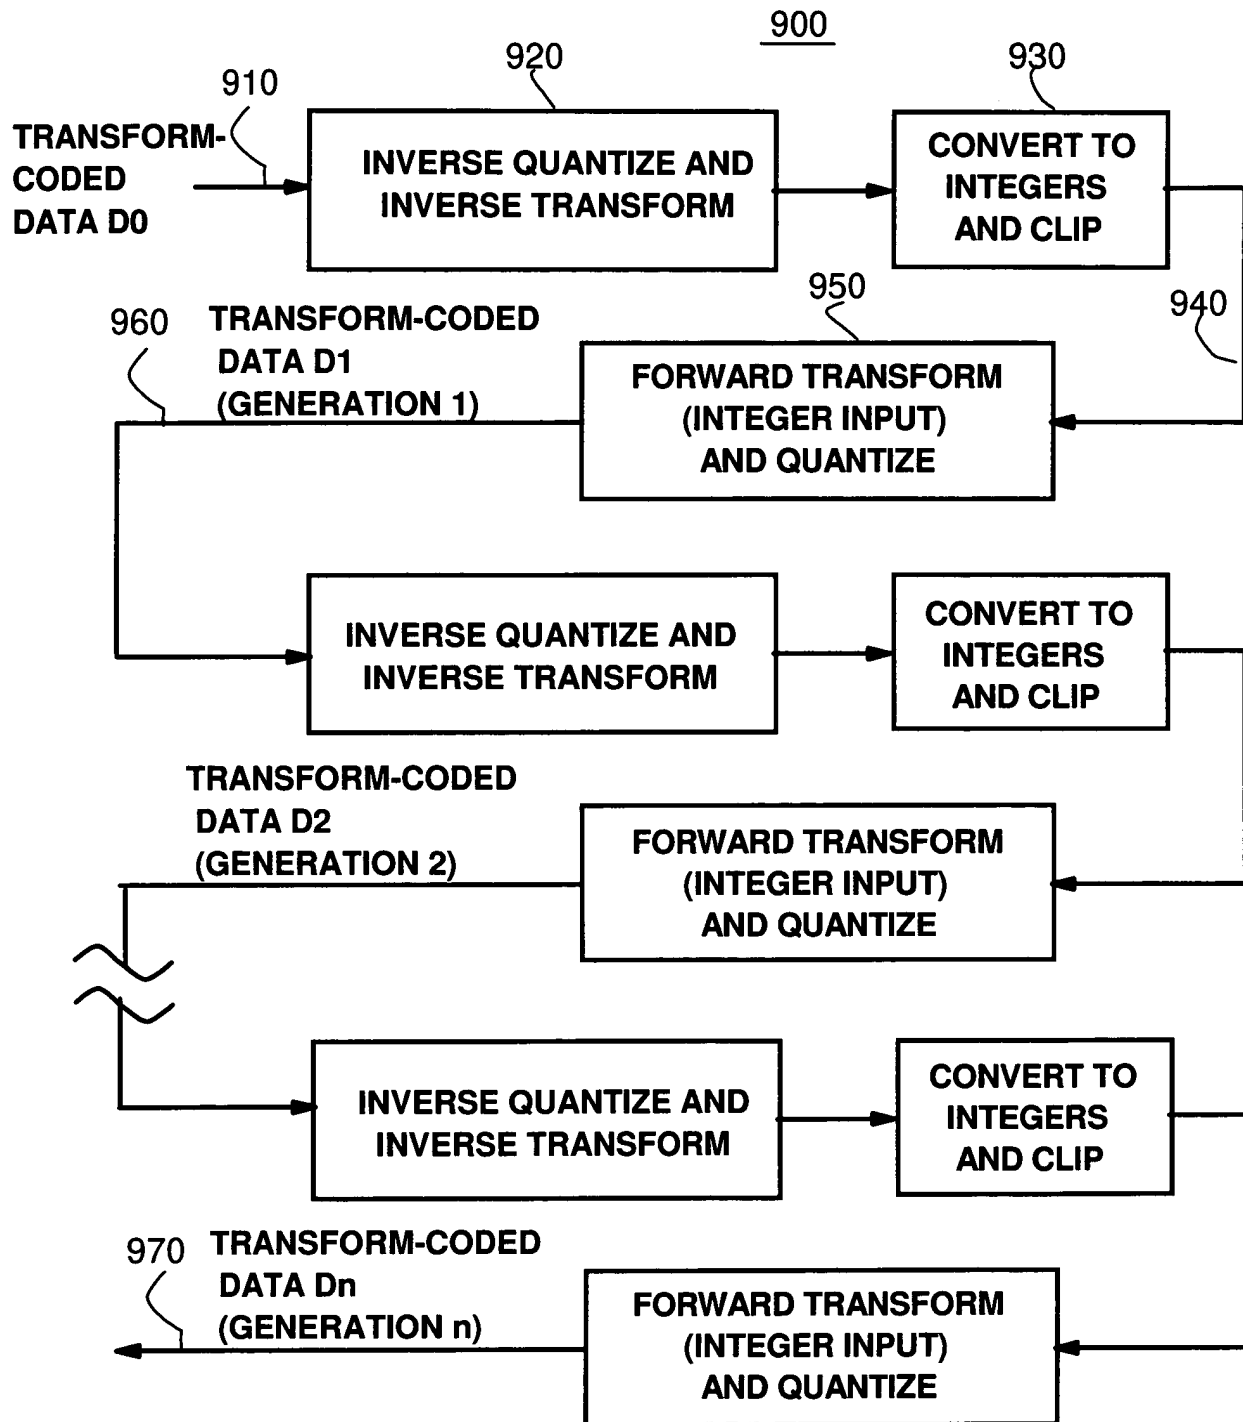 900
910
920
930
TRANSFORM-
CODED
DATA D0
INVERSE QUANTIZE AND
INVERSE TRANSFORM
CONVERT TO
INTEGERS
AND CLIP
940
950
960
TRANSFORM-CODED
DATA D1
(GENERATION 1)
FORWARD TRANSFORM
(INTEGER INPUT)
AND QUANTIZE
INVERSE QUANTIZE AND
INVERSE TRANSFORM
CONVERT TO
INTEGERS
AND CLIP
TRANSFORM-CODED
DATA D2
(GENERATION 2)
FORWARD TRANSFORM
(INTEGER INPUT)
AND QUANTIZE
INVERSE QUANTIZE AND
INVERSE TRANSFORM
CONVERT TO
INTEGERS
AND CLIP
970
TRANSFORM-CODED
DATA Dn
(GENERATION n)
FORWARD TRANSFORM
(INTEGER INPUT)
AND QUANTIZE